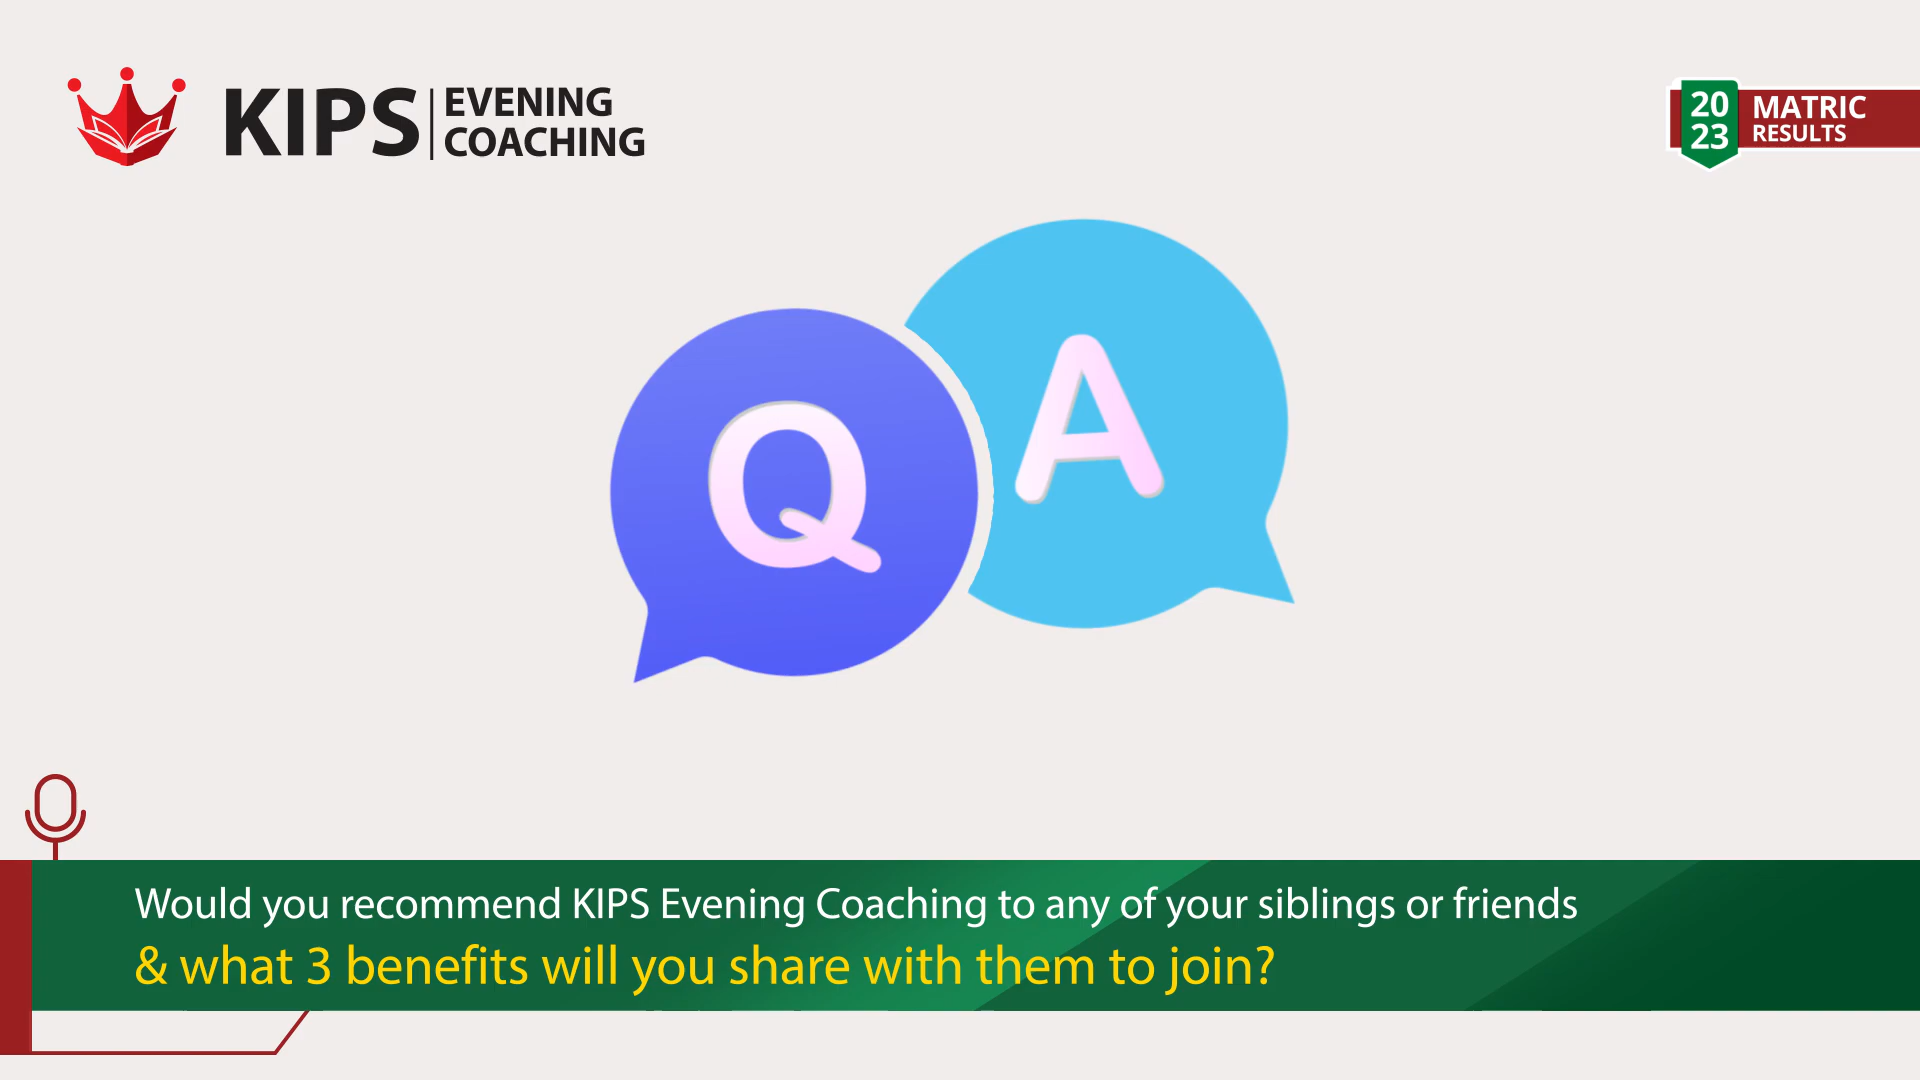 KIPS
EVENING
COACHING
20
23
MATRIC
RESULTS
Q
A
Would you recommend KIPS Evening Coaching to any of your siblings or friends
& what 3 benefits will you share with them to join?